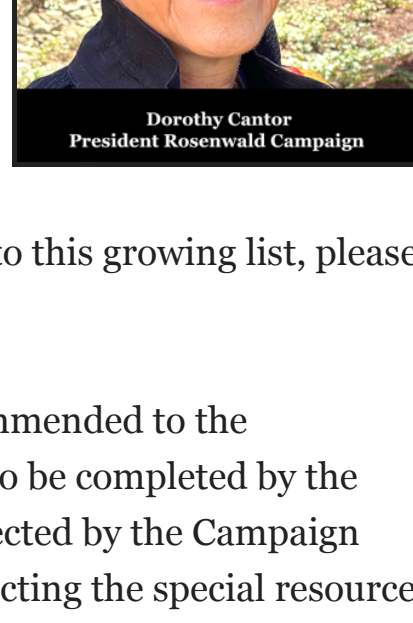 Dorothy Cantor
President Rosenwald Campaign
to this growing list, please
mmended to the
o be completed by the
ected by the Campaign
cting the special resource